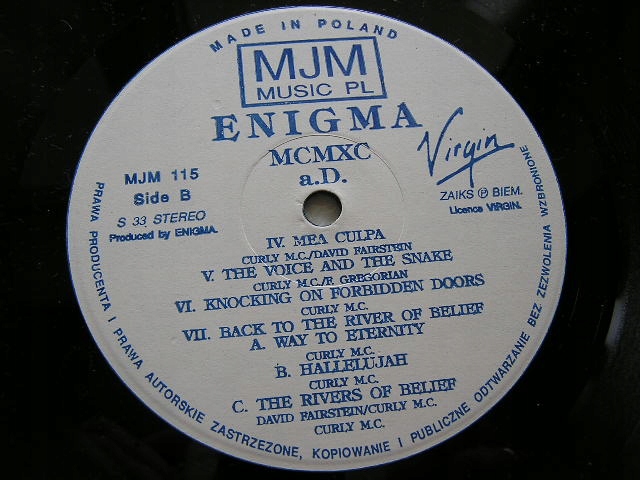 MADE IN POLAND
MJM
MUSIC PL
ENIGMA
MCMXC
a.D.
Virgin
MJM 115
Side B
S 33 STEREO
Produced by ENIGMA.
ZAIKS Ⓟ BIEM.
Licence VIRGIN.
IV. MEA CULPA
CURLY M.C./DAVID FAIRSTEIN
V. THE VOICE AND THE SNAKE
CURLY M.C./F. GREGORIAN
VI. KNOCKING ON FORBIDDEN DOORS
CURLY M.C.
VII. BACK TO THE RIVER OF BELIEF
A. WAY TO ETERNITY
CURLY M.C.
B. HALLELUJAH
CURLY M.C.
C. THE RIVERS OF BELIEF
DAVID FAIRSTEIN/CURLY M.C.
CURLY M.C.
PRAWA PRODUCENTA I PRAWA AUTORSKIE ZASTRZEZONE, KOPIOWANIE I PUBLICZNE ODTWARZANIE BEZ ZEZWOLENIA WZBRONIONE